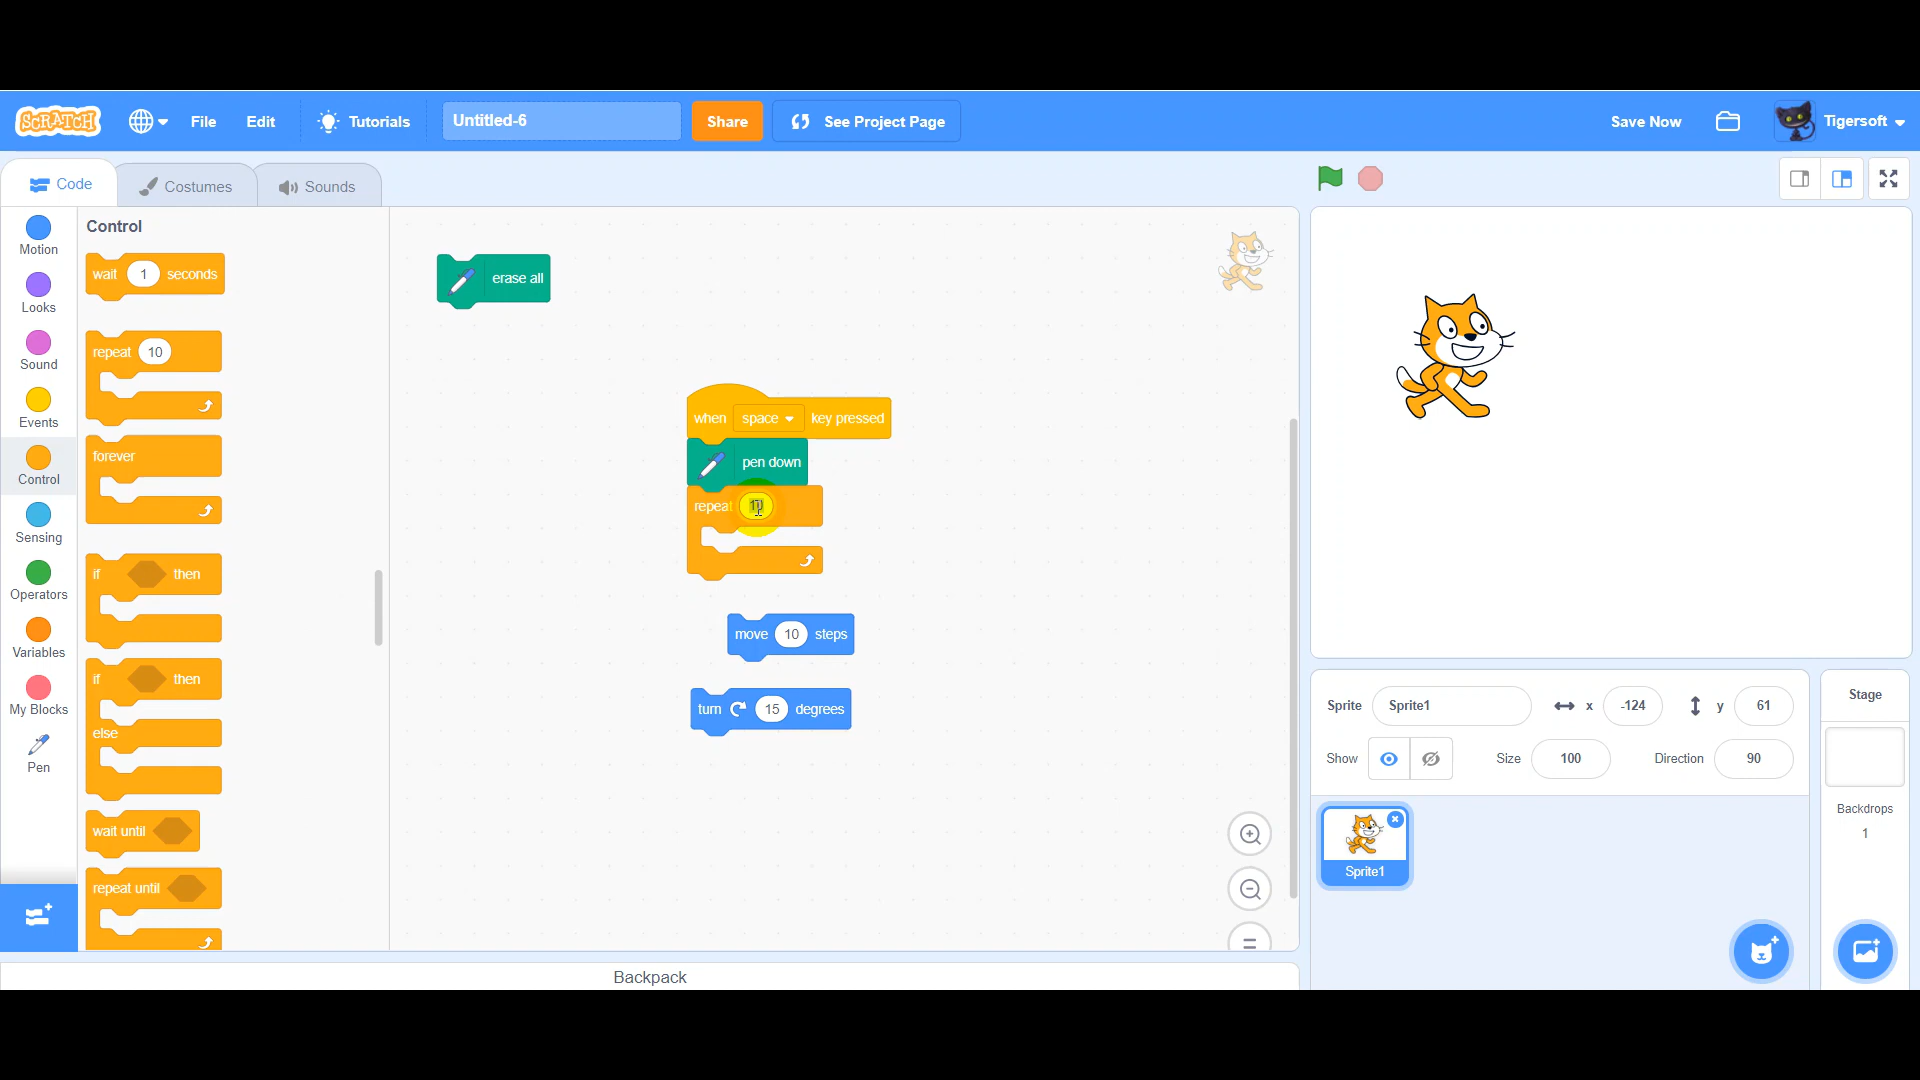 SCRATCH File Edit Tutorials Untitled-6 Share See Project Page Save Now Tigersoft
Code Costumes Sounds
Motion
Looks
Sound
Events
Control
Sensing
Operators
Variables
My Blocks
Pen
Control
wait 1 seconds
repeat 10
forever
if then
if then
else
wait until
repeat until
erase all
when space key pressed
pen down
repeat 10
move 10 steps
turn 15 degrees
Sprite Sprite1 x -124 y 61
Show Size 100 Direction 90
Sprite1
Stage
Backdrops
1
Backpack